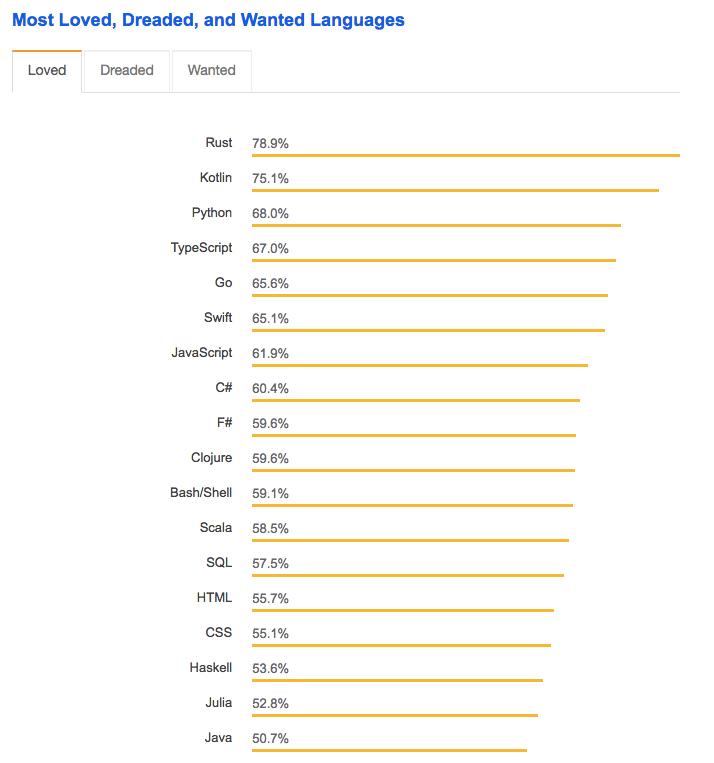 Most Loved, Dreaded, and Wanted Languages
Loved Dreaded Wanted
Rust 78.9%
Kotlin 75.1%
Python 68.0%
TypeScript 67.0%
Go 65.6%
Swift 65.1%
JavaScript 61.9%
C# 60.4%
F# 59.6%
Clojure 59.6%
Bash/Shell 59.1%
Scala 58.5%
SQL 57.5%
HTML 55.7%
CSS 55.1%
Haskell 53.6%
Julia 52.8%
Java 50.7%